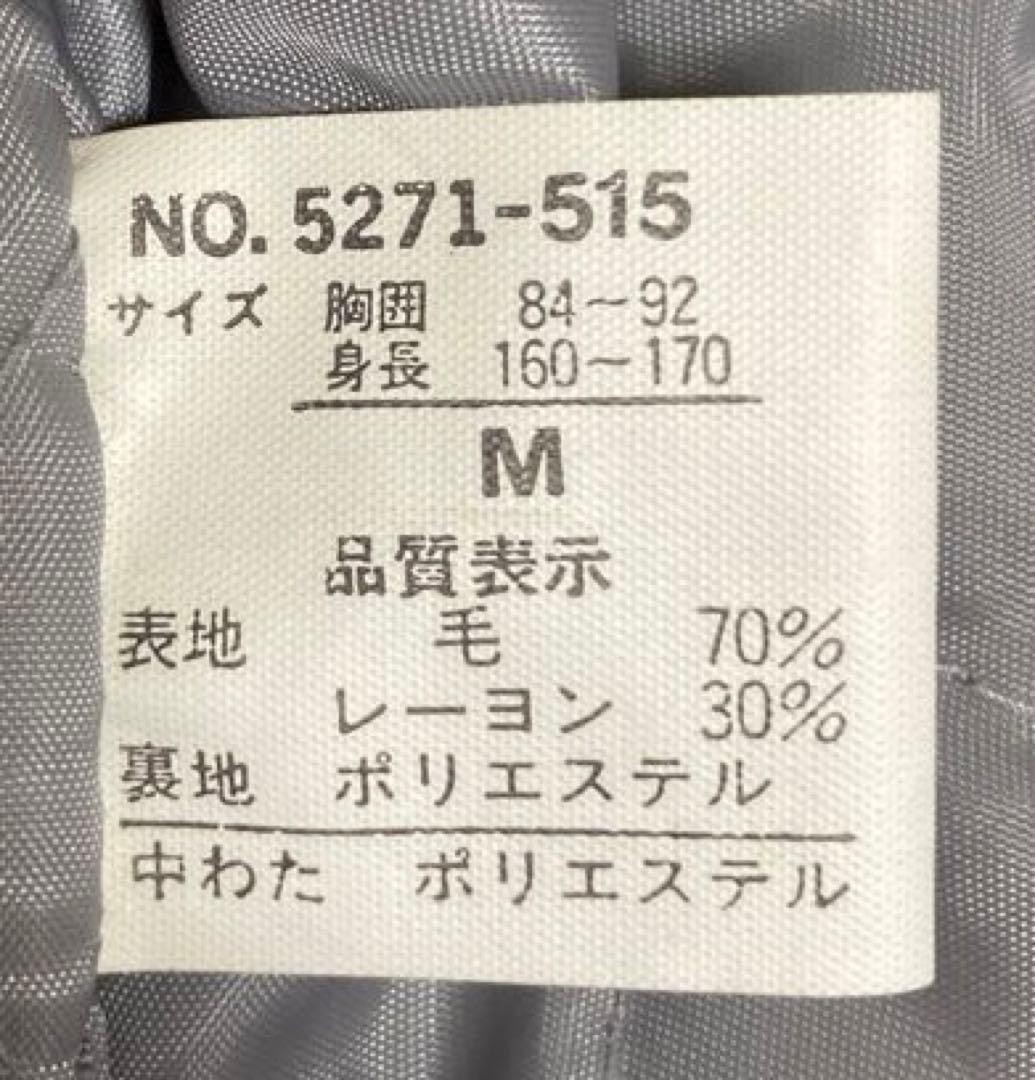 NO. 5271-515
サイズ 胸囲 84~92
身長 160~170
M
品質表示
表地 毛 70%
レーヨン 30%
裏地 ポリエステル
中わた ポリエステル